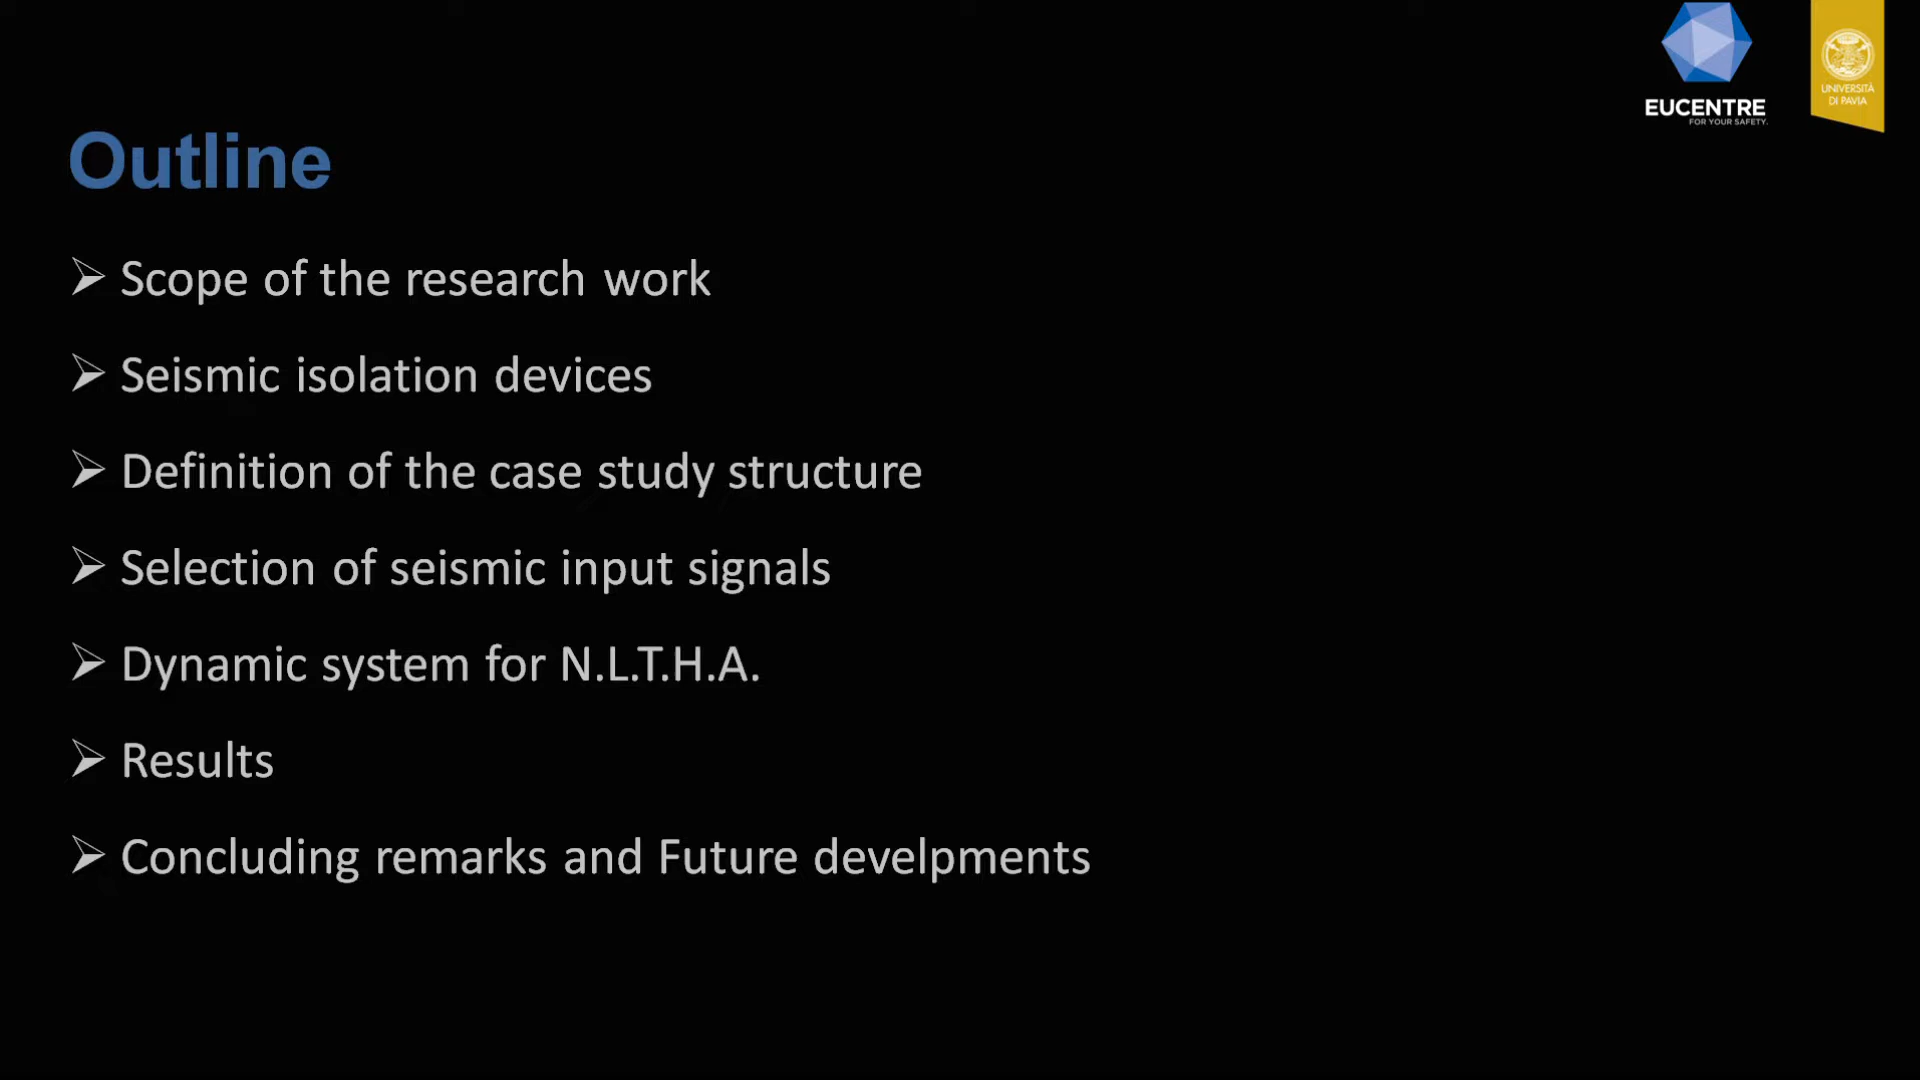 EUCENTRE
FOR YOUR SAFETY.
UNIVERSITÀ
DI PAVIA
Outline
Scope of the research work
Seismic isolation devices
Definition of the case study structure
Selection of seismic input signals
Dynamic system for N.L.T.H.A.
Results
Concluding remarks and Future develpments